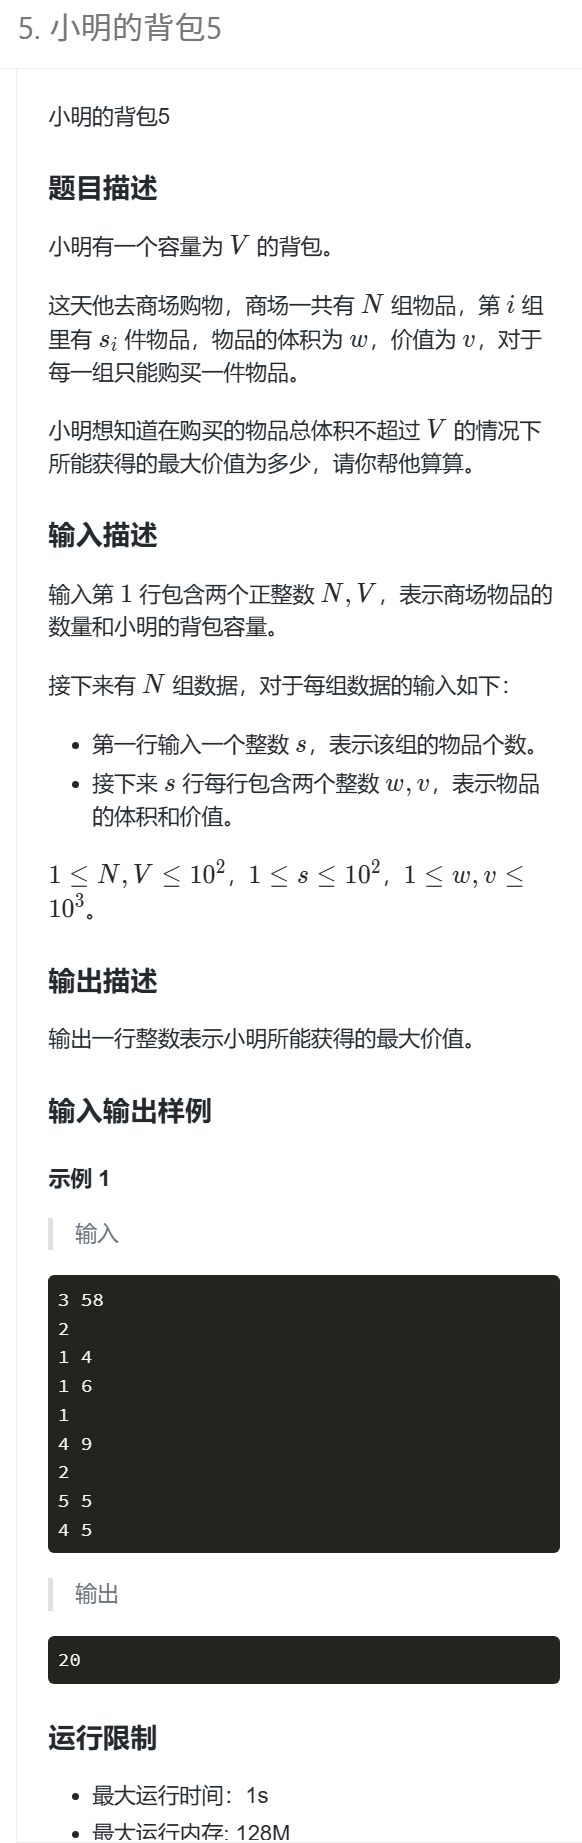 5. 小明的背包5
小明的背包5
题目描述
小明有一个容量为 V 的背包。
这天他去商场购物，商场一共有 N 组物品，第 i 组
里有 s_i 件物品，物品的体积为 w，价值为 v，对于
每一组只能购买一件物品。
小明想知道在购买的物品总体积不超过 V 的情况下
所能获得的最大价值为多少，请你帮他算算。
输入描述
输入第 1 行包含两个正整数 N, V，表示商场物品的
数量和小明的背包容量。
接下来有 N 组数据，对于每组数据的输入如下：
• 第一行输入一个整数 s，表示该组的物品个数。
• 接下来 s 行每行包含两个整数 w, v，表示物品
的体积和价值。
1 ≤ N, V ≤ 10²，1 ≤ s ≤ 10²，1 ≤ w, v ≤
10³。
输出描述
输出一行整数表示小明所能获得的最大价值。
输入输出样例
示例 1
输入
3 58
2
1 4
1 6
1
4 9
2
5 5
4 5
输出
20
运行限制
• 最大运行时间：1s
• 最大运行内存: 128M